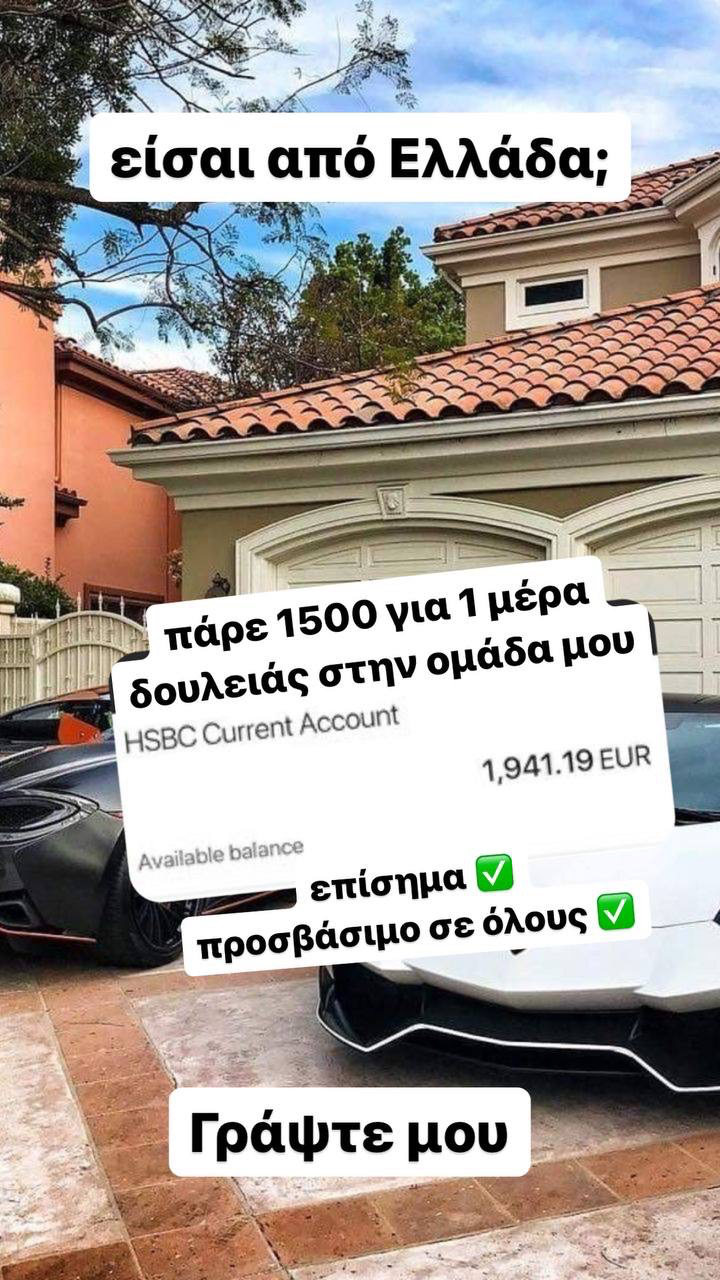 είσαι από Ελλάδα;
πάρε 1500 για 1 μέρα
δουλειάς στην ομάδα μου
HSBC Current Account
1,941.19 EUR
Available balance
επίσημα ✅
προσβάσιμο σε όλους ✅
Γράψτε μου